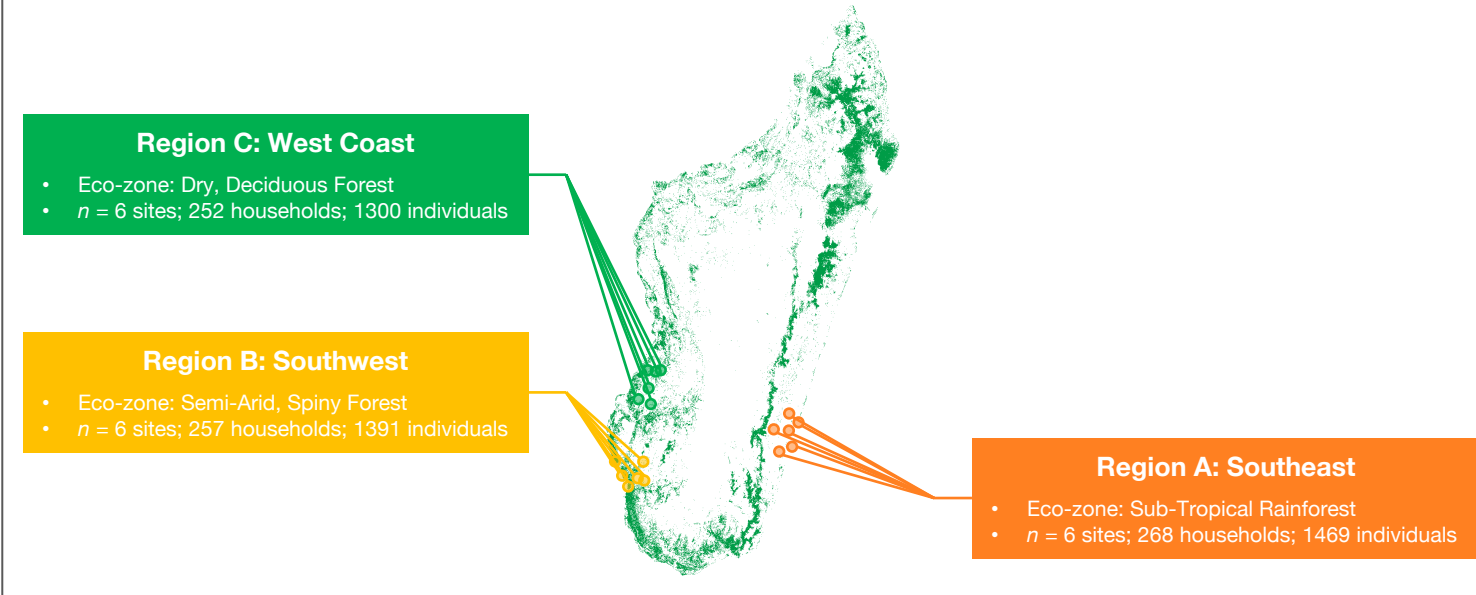 Region C: West Coast
• Eco-zone: Dry, Deciduous Forest
• n = 6 sites; 252 households; 1300 individuals
Region B: Southwest
• Eco-zone: Semi-Arid, Spiny Forest
• n = 6 sites; 257 households; 1391 individuals
Region A: Southeast
• Eco-zone: Sub-Tropical Rainforest
• n = 6 sites; 268 households; 1469 individuals